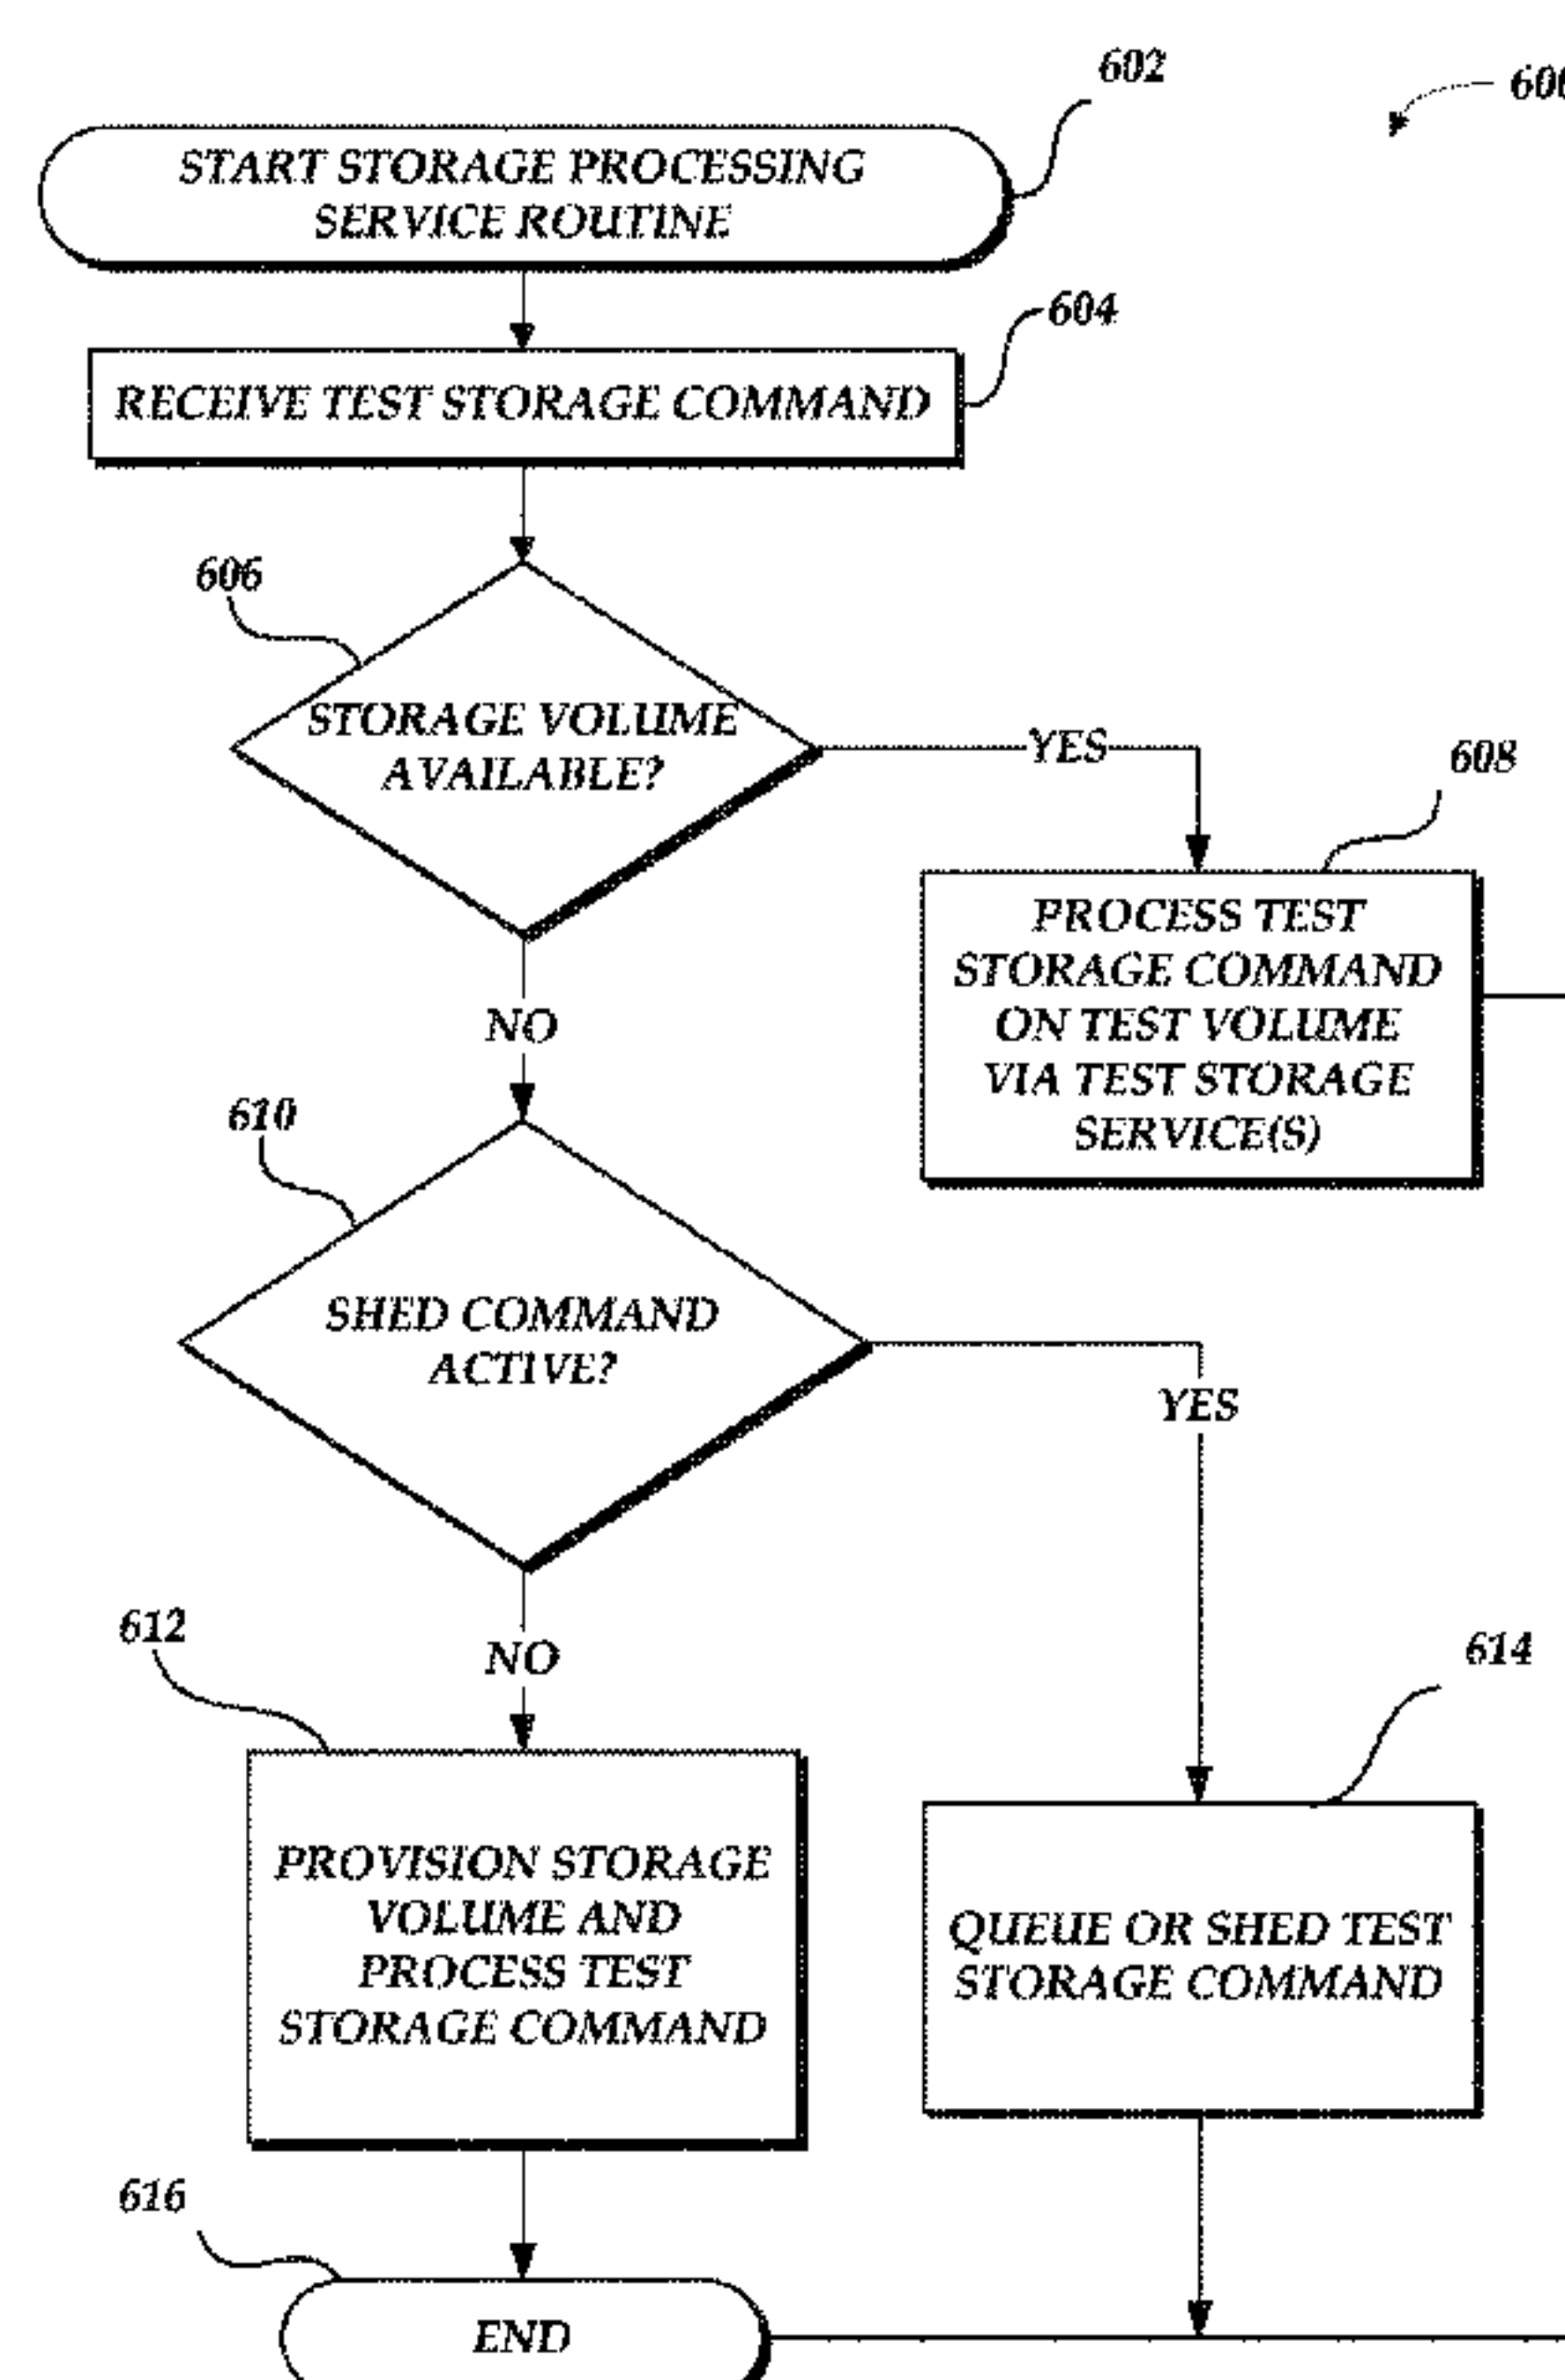 602
600
START STORAGE PROCESSING
SERVICE ROUTINE
604
RECEIVE TEST STORAGE COMMAND
606
STORAGE VOLUME
AVAILABLE?
YES
608
PROCESS TEST
STORAGE COMMAND
ON TEST VOLUME
VIA TEST STORAGE
SERVICE(S)
NO
610
SHED COMMAND
ACTIVE?
YES
612
NO
614
PROVISION STORAGE
VOLUME AND
PROCESS TEST
STORAGE COMMAND
QUEUE OR SHED TEST
STORAGE COMMAND
616
END